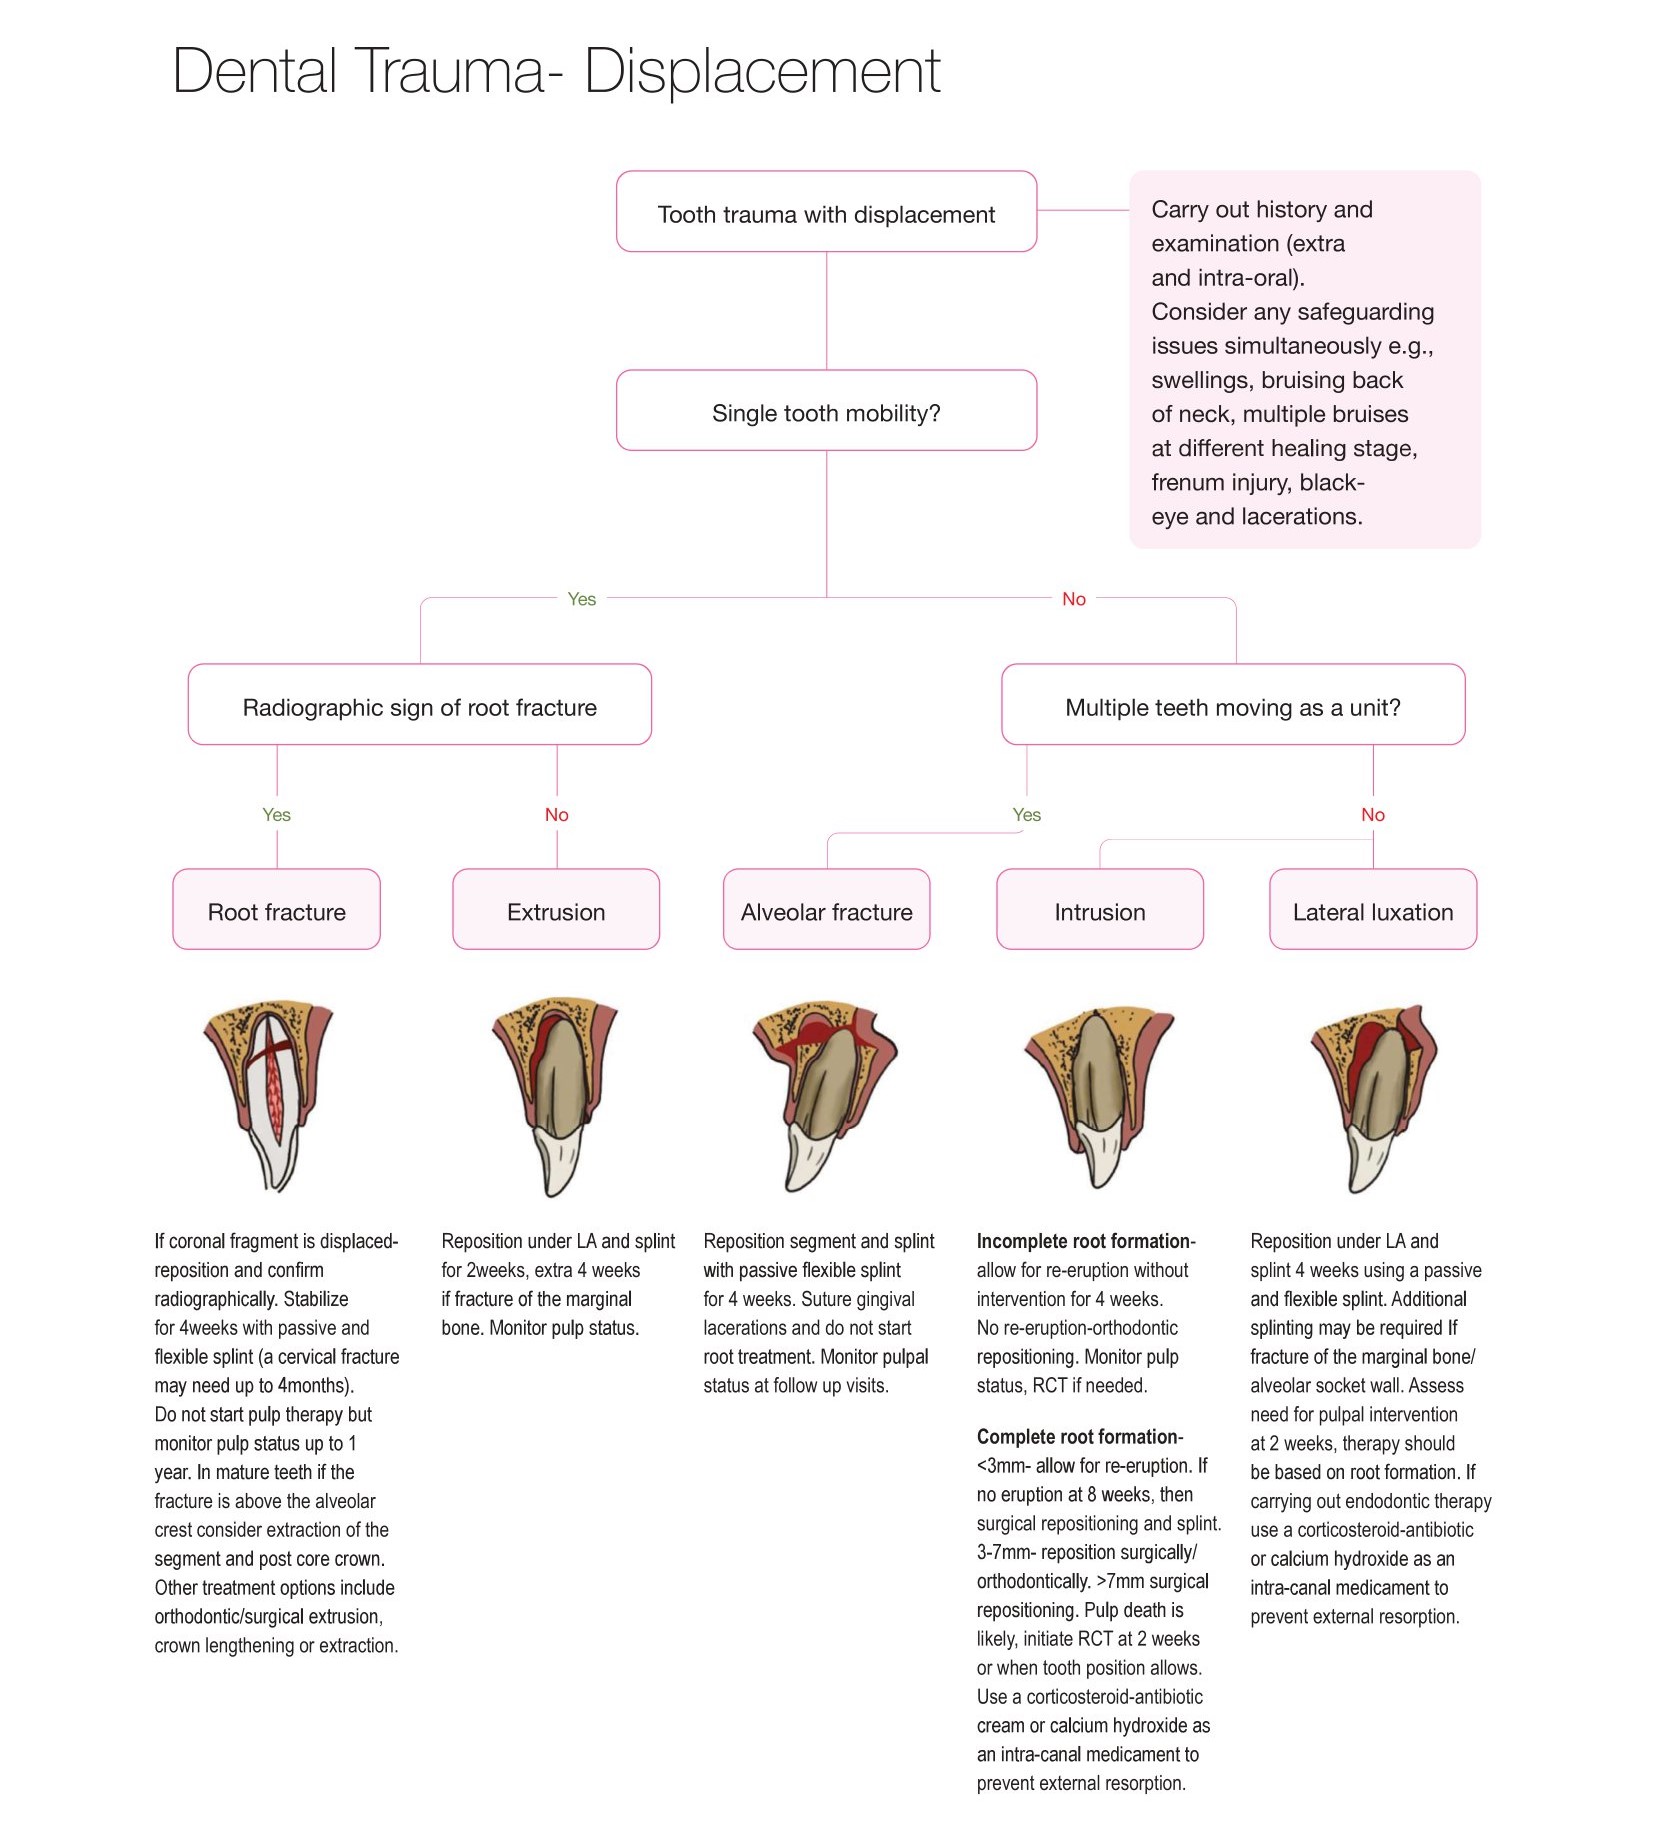 Dental Trauma- Displacement
Tooth trauma with displacement
Carry out history and
examination (extra
and intra-oral).
Consider any safeguarding
issues simultaneously e.g.,
swellings, bruising back
of neck, multiple bruises
at different healing stage,
frenum injury, black-
eye and lacerations.
Single tooth mobility?
Yes
No
Radiographic sign of root fracture
Multiple teeth moving as a unit?
Yes
No
Yes
No
Root fracture
Extrusion
Alveolar fracture
Intrusion
Lateral luxation
If coronal fragment is displaced-
reposition and confirm
radiographically. Stabilize
for 4weeks with passive and
flexible splint (a cervical fracture
may need up to 4months).
Do not start pulp therapy but
monitor pulp status up to 1
year. In mature teeth if the
fracture is above the alveolar
crest consider extraction of the
segment and post core crown.
Other treatment options include
orthodontic/surgical extrusion,
crown lengthening or extraction.
Reposition under LA and splint
for 2weeks, extra 4 weeks
if fracture of the marginal
bone. Monitor pulp status.
Reposition segment and splint
with passive flexible splint
for 4 weeks. Suture gingival
lacerations and do not start
root treatment. Monitor pulpal
status at follow up visits.
Incomplete root formation-
allow for re-eruption without
intervention for 4 weeks.
No re-eruption-orthodontic
repositioning. Monitor pulp
status, RCT if needed.
Complete root formation-
<3mm- allow for re-eruption. If
no eruption at 8 weeks, then
surgical repositioning and splint.
3-7mm- reposition surgically/
orthodontically. >7mm surgical
repositioning. Pulp death is
likely, initiate RCT at 2 weeks
or when tooth position allows.
Use a corticosteroid-antibiotic
cream or calcium hydroxide as
an intra-canal medicament to
prevent external resorption.
Reposition under LA and
splint 4 weeks using a passive
and flexible splint. Additional
splinting may be required If
fracture of the marginal bone/
alveolar socket wall. Assess
need for pulpal intervention
at 2 weeks, therapy should
be based on root formation. If
carrying out endodontic therapy
use a corticosteroid-antibiotic
or calcium hydroxide as an
intra-canal medicament to
prevent external resorption.